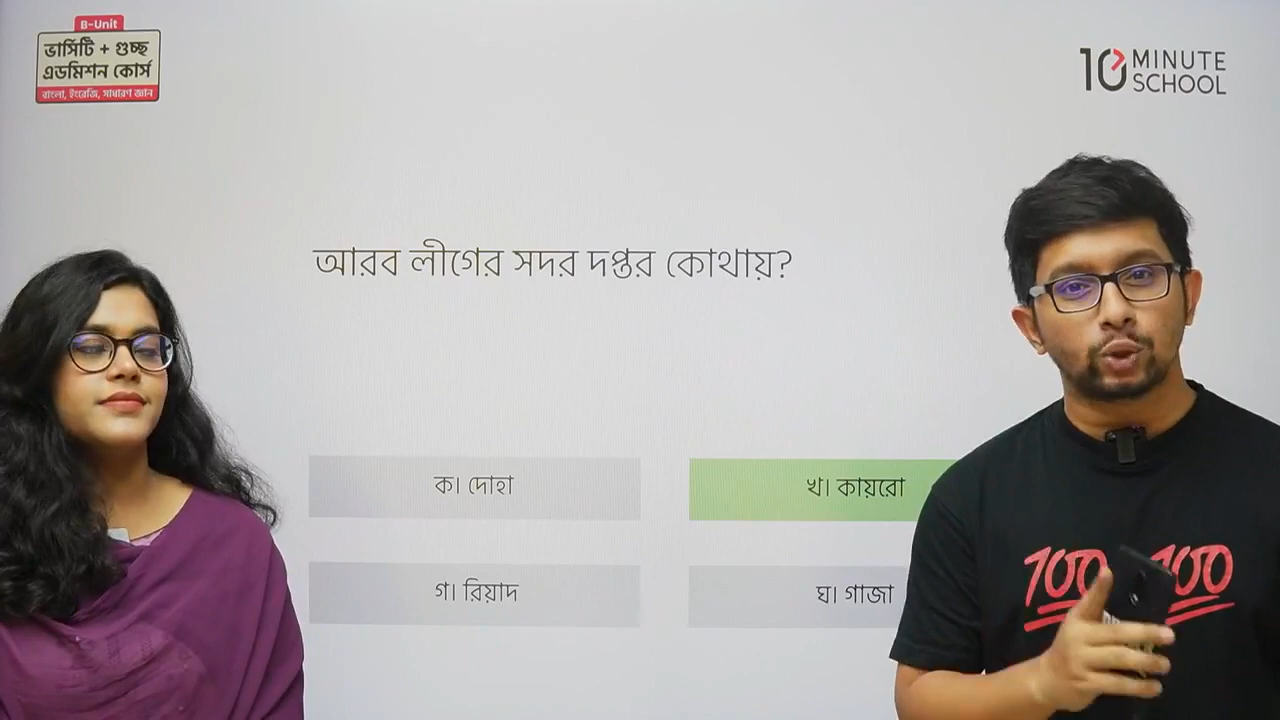 B-Unit
ভার্সিটি + গুচ্ছ
এডমিশন কোর্স
বাংলা, ইংরেজি, সাধারণ জ্ঞান
10 MINUTE
SCHOOL
আরব লীগের সদর দপ্তর কোথায়?
ক। দোহা
খ। কায়রো
গ। রিয়াদ
ঘ। গাজা
100 100